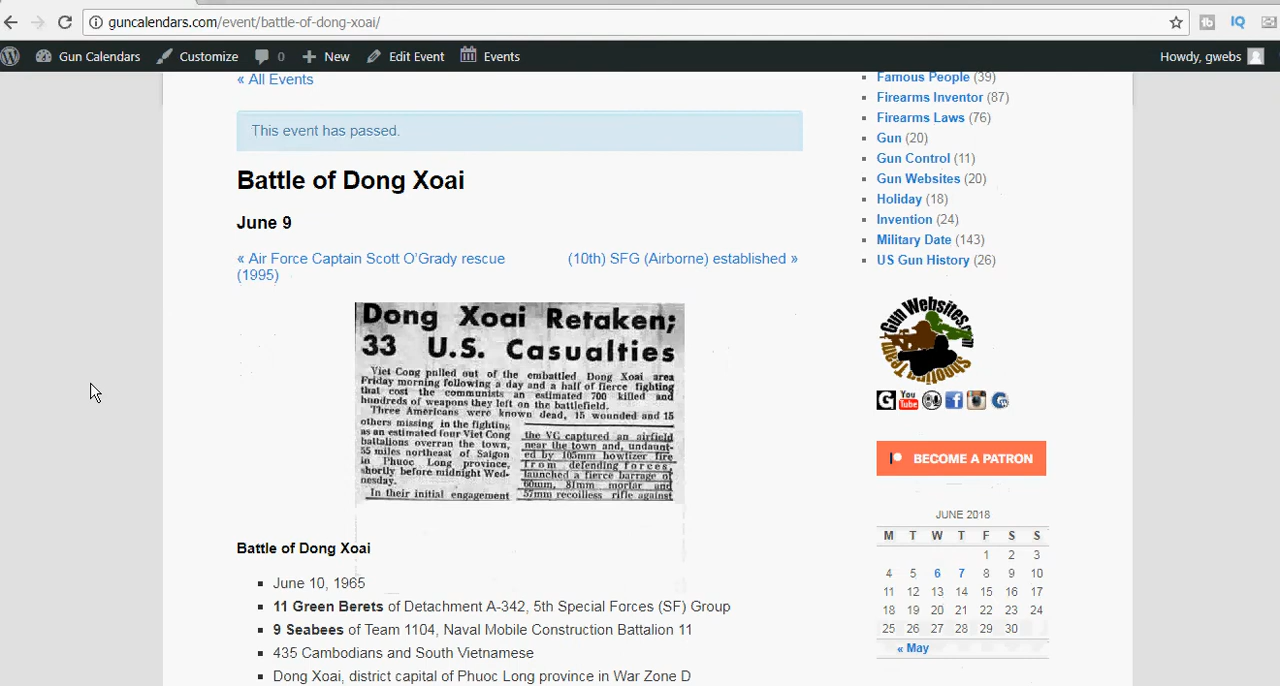 guncalendars.com/event/battle-of-dong-xoai/
IQ
Gun Calendars
Customize
0
New
Edit Event
Events
Howdy, gwebs
« All Events
This event has passed.
Battle of Dong Xoai
June 9
« Air Force Captain Scott O'Grady rescue
(1995)
(10th) SFG (Airborne) established »
Dong Xoai Retaken;
33 U.S. Casualties
Viet Cong pulled out of the embattled Dong Xoai area
Friday morning following a day and a half of fierce fighting
that cost the communists an estimated 700 killed and
hundreds of weapons they left on the battlefield.
Three Americans were known dead, 15 wounded and 15
others missing in the fighting
as an estimated four Viet Cong
battalions overran the town,
55 miles northeast of Saigon
in Phuoc Long province,
shortly before midnight Wed-
nesday.
In their initial engagement
the VC captured an airfield
near the town and, undaunt-
ed by 105mm howitzer fire
from defending forces,
launched a fierce barrage of
60mm, 81mm mortar and
57mm recoilless rifle against
Battle of Dong Xoai
June 10, 1965
11 Green Berets of Detachment A-342, 5th Special Forces (SF) Group
9 Seabees of Team 1104, Naval Mobile Construction Battalion 11
435 Cambodians and South Vietnamese
Dong Xoai, district capital of Phuoc Long province in War Zone D
Famous People (39)
Firearms Inventor (87)
Firearms Laws (76)
Gun (20)
Gun Control (11)
Gun Websites (20)
Holiday (18)
Invention (24)
Military Date (143)
US Gun History (26)
Gun Websites.com
Shooting Team
You
Tube
BECOME A PATRON
JUNE 2018
M T W T F S S
1 2 3
4 5 6 7 8 9 10
11 12 13 14 15 16 17
18 19 20 21 22 23 24
25 26 27 28 29 30
« May